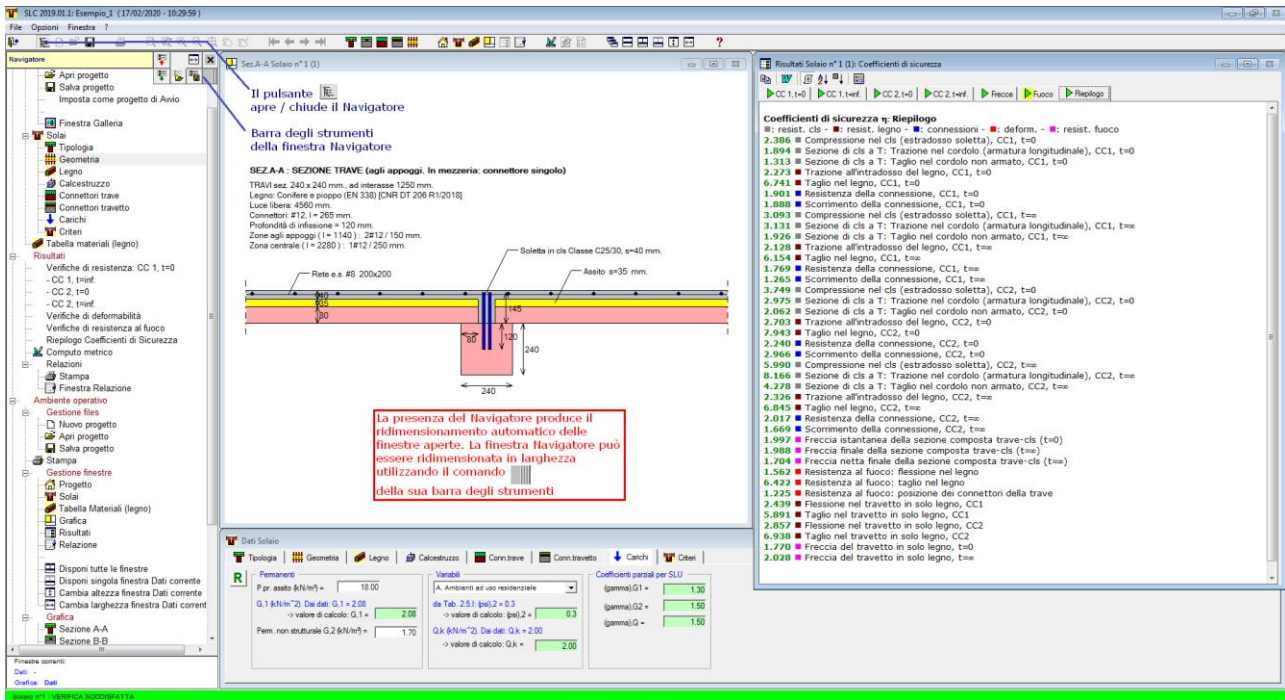 SLC 2019.01.1: Esempio_1 ( 17/02/2020 - 10:29:59 )
File Opzioni Finestra ?
Navigatore
Apri progetto
Salva progetto
Imposta come progetto di Avvio
Finestra Galleria
Solai
Tipologia
Geometria
Legno
Calcestruzzo
Connettori trave
Connettori travetto
Carichi
Criteri
Tabella materiali (legno)
Risultati
Verifiche di resistenza: CC 1, t=0
- CC 1, t=inf.
- CC 2, t=0
- CC 2, t=inf.
Verifiche di deformabilità
Verifiche di resistenza al fuoco
Riepilogo Coefficienti di Sicurezza
Computo metrico
Relazioni
Stampa
Finestra Relazione
Ambiente operativo
Gestione files
Nuovo progetto
Apri progetto
Salva progetto
Stampa
Gestione finestre
Progetto
Solai
Tabella Materiali (legno)
Grafica
Risultati
Relazione
Disponi tutte le finestre
Disponi singola finestra Dati corrente
Cambia altezza finestra Dati corrente
Cambia larghezza finestra Dati corrent
Grafica
Sezione A-A
Sezione B-B
Finestre correnti:
Dati: -
Grafica: Dati
Solaio n°1 : VERIFICA SODDISFATTA
Sez.A-A Solaio n° 1 (1)
Il pulsante
apre / chiude il Navigatore
Barra degli strumenti
della finestra Navigatore
SEZ.A-A : SEZIONE TRAVE (agli appoggi. In mezzeria: connettore singolo)
TRAVI sez. 240 x 240 mm., ad interasse 1250 mm.
Legno: Conifere e pioppo (EN 338) [CNR DT 206 R1/2018]
Luce libera: 4560 mm.
Connettori: #12, l = 265 mm.
Profondità di infissione = 120 mm.
Zone agli appoggi ( l = 1140 ) : 2#12 / 150 mm.
Zona centrale ( l = 2280 ) : 1#12 / 250 mm.
Soletta in cls Classe C25/30, s=40 mm.
Rete e.s. #8 200x200
Assito s=35 mm.
40
35
80
145
80
120
240
240
La presenza del Navigatore produce il
ridimensionamento automatico delle
finestre aperte. La finestra Navigatore può
essere ridimensionata in larghezza
utilizzando il comando
della sua barra degli strumenti
Dati Solaio
Tipologia Geometria Legno Calcestruzzo Conn.trave Conn.travetto Carichi Criteri
R
Permanenti
P.pr. assito (kN/m³) = 18.00
G,1 (kN/m^2). Dai dati: G,1 = 2.08
-> valore di calcolo: G,1 = 2.08
Perm. non strutturale G,2 (kN/m²) = 1.70
Variabili
A. Ambienti ad uso residenziale
da Tab. 2.5.I: (psi),2 = 0.3
-> valore di calcolo: (psi),2 = 0.3
Q,k (kN/m^2). Dai dati: Q,k = 2.00
-> valore di calcolo: Q,k = 2.00
Coefficienti parziali per SLU
(gamma),G1 = 1.30
(gamma),G2 = 1.50
(gamma),Q = 1.50
Risultati Solaio n° 1 (1): Coefficienti di sicurezza
CC 1, t=0 CC 1, t=inf. CC 2, t=0 CC 2, t=inf. Frecce Fuoco Riepilogo
Coefficienti di sicurezza η: Riepilogo
■: resist. cls - ■: resist. legno - ■: connessioni - ■: deform. - ■: resist. fuoco
2.386 ■ Compressione nel cls (estradosso soletta), CC1, t=0
1.894 ■ Sezione di cls a T: Trazione nel cordolo (armatura longitudinale), CC1, t=0
1.313 ■ Sezione di cls a T: Taglio nel cordolo non armato, CC1, t=0
2.273 ■ Trazione all'intradosso del legno, CC1, t=0
6.741 ■ Taglio nel legno, CC1, t=0
1.901 ■ Resistenza della connessione, CC1, t=0
1.888 ■ Scorrimento della connessione, CC1, t=0
3.093 ■ Compressione nel cls (estradosso soletta), CC1, t=∞
3.131 ■ Sezione di cls a T: Trazione nel cordolo (armatura longitudinale), CC1, t=∞
1.926 ■ Sezione di cls a T: Taglio nel cordolo non armato, CC1, t=∞
2.128 ■ Trazione all'intradosso del legno, CC1, t=∞
6.154 ■ Taglio nel legno, CC1, t=∞
1.769 ■ Resistenza della connessione, CC1, t=∞
1.265 ■ Scorrimento della connessione, CC1, t=∞
3.749 ■ Compressione nel cls (estradosso soletta), CC2, t=0
2.975 ■ Sezione di cls a T: Trazione nel cordolo (armatura longitudinale), CC2, t=0
2.062 ■ Sezione di cls a T: Taglio nel cordolo non armato, CC2, t=0
2.703 ■ Trazione all'intradosso del legno, CC2, t=0
7.943 ■ Taglio nel legno, CC2, t=0
2.240 ■ Resistenza della connessione, CC2, t=0
2.966 ■ Scorrimento della connessione, CC2, t=0
5.990 ■ Compressione nel cls (estradosso soletta), CC2, t=∞
8.166 ■ Sezione di cls a T: Trazione nel cordolo (armatura longitudinale), CC2, t=∞
4.278 ■ Sezione di cls a T: Taglio nel cordolo non armato, CC2, t=∞
2.326 ■ Trazione all'intradosso del legno, CC2, t=∞
6.845 ■ Taglio nel legno, CC2, t=∞
2.017 ■ Resistenza della connessione, CC2, t=∞
1.669 ■ Scorrimento della connessione, CC2, t=∞
1.997 ■ Freccia istantanea della sezione composta trave-cls (t=0)
1.988 ■ Freccia finale della sezione composta trave-cls (t=∞)
1.704 ■ Freccia netta finale della sezione composta trave-cls (t=∞)
1.562 ■ Resistenza al fuoco: flessione nel legno
6.422 ■ Resistenza al fuoco: taglio nel legno
1.225 ■ Resistenza al fuoco: posizione dei connettori della trave
2.439 ■ Flessione nel travetto in solo legno, CC1
5.891 ■ Taglio nel travetto in solo legno, CC1
2.857 ■ Flessione nel travetto in solo legno, CC2
6.938 ■ Taglio nel travetto in solo legno, CC2
1.770 ■ Freccia del travetto in solo legno, t=0
2.028 ■ Freccia del travetto in solo legno, t=∞